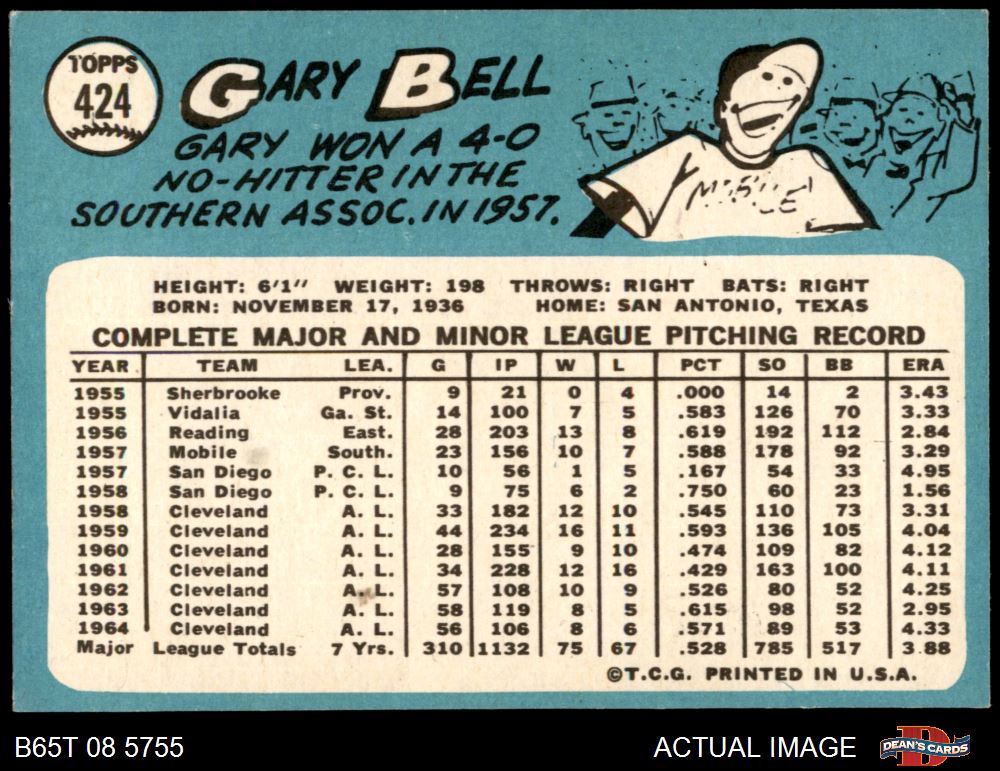 TOPPS
424
GARY BELL
GARY WON A 4-0
NO-HITTER IN THE
SOUTHERN ASSOC. IN 1957.
MOBILE
HEIGHT: 6'1" WEIGHT: 198 THROWS: RIGHT BATS: RIGHT
BORN: NOVEMBER 17, 1936 HOME: SAN ANTONIO, TEXAS
COMPLETE MAJOR AND MINOR LEAGUE PITCHING RECORD
YEAR TEAM LEA. G IP W L PCT SO BB ERA
1955 Sherbrooke Prov. 9 21 0 4 .000 14 2 3.43
1955 Vidalia Ga. St. 14 100 7 5 .583 126 70 3.33
1956 Reading East. 28 203 13 8 .619 192 112 2.84
1957 Mobile South. 23 156 10 7 .588 178 92 3.29
1957 San Diego P. C. L. 10 56 1 5 .167 54 33 4.95
1958 San Diego P. C. L. 9 75 6 2 .750 60 23 1.56
1958 Cleveland A. L. 33 182 12 10 .545 110 73 3.31
1959 Cleveland A. L. 44 234 16 11 .593 136 105 4.04
1960 Cleveland A. L. 28 155 9 10 .474 109 82 4.12
1961 Cleveland A. L. 34 228 12 16 .429 163 100 4.11
1962 Cleveland A. L. 57 108 10 9 .526 80 52 4.25
1963 Cleveland A. L. 58 119 8 5 .615 98 52 2.95
1964 Cleveland A. L. 56 106 8 6 .571 89 53 4.33
Major League Totals 7 Yrs. 310 1132 75 67 .528 785 517 3.88
©T.C.G. PRINTED IN U.S.A.
B65T 08 5755 ACTUAL IMAGE DEAN'S CARDS